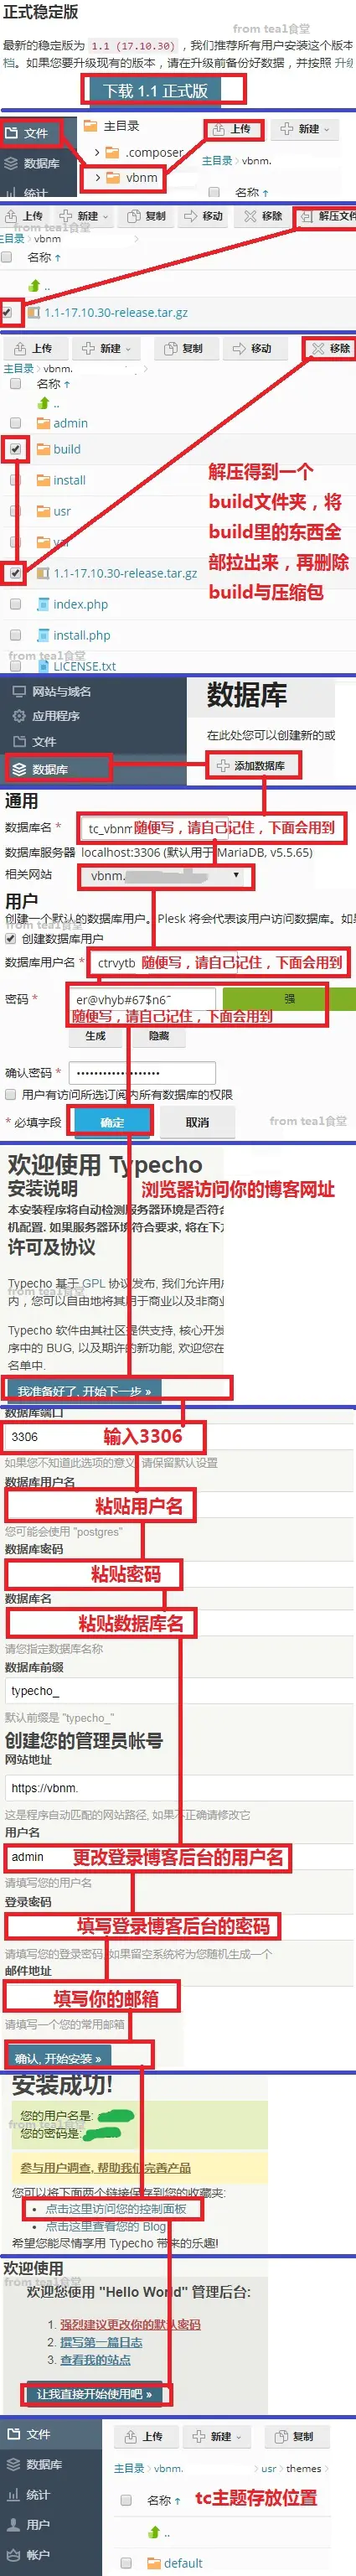 正式稳定版
from tea1食堂
最新的稳定版为 1.1 (17.10.30) , 我们推荐所有用户安装这个版本
档。如果您要升级现有的版本，请在升级前备份好数据，并按照 升级
下载 1.1 正式版
文件
主目录
上传
新建
数据库
.composer
主目录 › vbnm.
统计
vbnm
名称
上传 新建 复制 移动 移除 解压文件
from tea1食堂
主目录 › vbnm
名称 ↑
..
1.1-17.10.30-release.tar.gz
上传 新建 复制 移动 移除
主目录 › vbnm.
名称 ↑
..
admin
build
install
usr
var
1.1-17.10.30-release.tar.gz
index.php
install.php
LICENSE.txt
解压得到一个
build文件夹，将
build里的东西全
部拉出来，再删除
build与压缩包
from tea1食堂
网站与域名
应用程序
文件
数据库
数据库
在此处您可以创建新的或
添加数据库
通用
数据库名 * tc_vbnm 随便写，请自己记住，下面会用到
数据库服务器 localhost:3306 (默认用于 MariaDB, v5.5.65)
相关网站 vbnm.
用户
创建一个默认的数据库用户。Plesk 将会代表该用户访问数据库。如果
from tea1食堂
创建数据库用户
数据库用户名 * ctrvytb 随便写，请自己记住，下面会用到
密码 * er@vhyb#67$n6 强
随便写，请自己记住，下面会用到
生成 隐藏
确认密码 *
用户有访问所选订阅内所有数据库的权限
* 必填字段 确定 取消
from tea1食堂
欢迎使用 Typecho
安装说明
浏览器访问你的博客网址
本安装程序将自动检测服务器环境是否符合
机配置. 如果服务器环境符合要求, 将在下方
许可及协议
from tea1食堂
Typecho 基于 GPL 协议发布, 我们允许用户
内，您可以自由地将其用于商业以及非商业
Typecho 软件由其社区提供支持, 核心开发
序中的 BUG, 以及期许的新功能, 欢迎您在
名单中.
我准备好了, 开始下一步 »
数据库端口
3306 输入3306
如果您不知道此选项的意义, 请保留默认设置
数据库用户名
粘贴用户名
您可能会使用 "postgres"
数据库密码
粘贴密码
数据库名
粘贴数据库名
请您指定数据库名称
数据库前缀
typecho_
默认前缀是 "typecho_"
创建您的管理员帐号
网站地址
https://vbnm.
这是程序自动匹配的网站路径, 如果不正确请修改它
用户名
admin 更改登录博客后台的用户名
请填写您的用户名
登录密码
填写登录博客后台的密码
请填写您的登录密码, 如果留空系统将为您随机生成一个
邮件地址
填写你的邮箱
请填写一个您的常用邮箱
from tea1食堂
确认, 开始安装 »
安装成功!
您的用户名是:
from tea1食堂
您的密码是:
参与用户调查, 帮助我们完善产品
您可以将下面两个链接保存到您的收藏夹:
• 点击这里访问您的控制面板
• 点击这里查看您的 Blog
希望您能尽情享用 Typecho 带来的乐趣!
欢迎使用
from tea1食堂
欢迎您使用 "Hello World" 管理后台:
1. 强烈建议更改你的默认密码
2. 撰写第一篇日志
3. 查看我的站点
让我直接开始使用吧 »
文件
数据库
统计
用户
帐户
上传 新建 复制
主目录 › vbnm. usr › themes ›
名称 ↑
tc主题存放位置
..
default